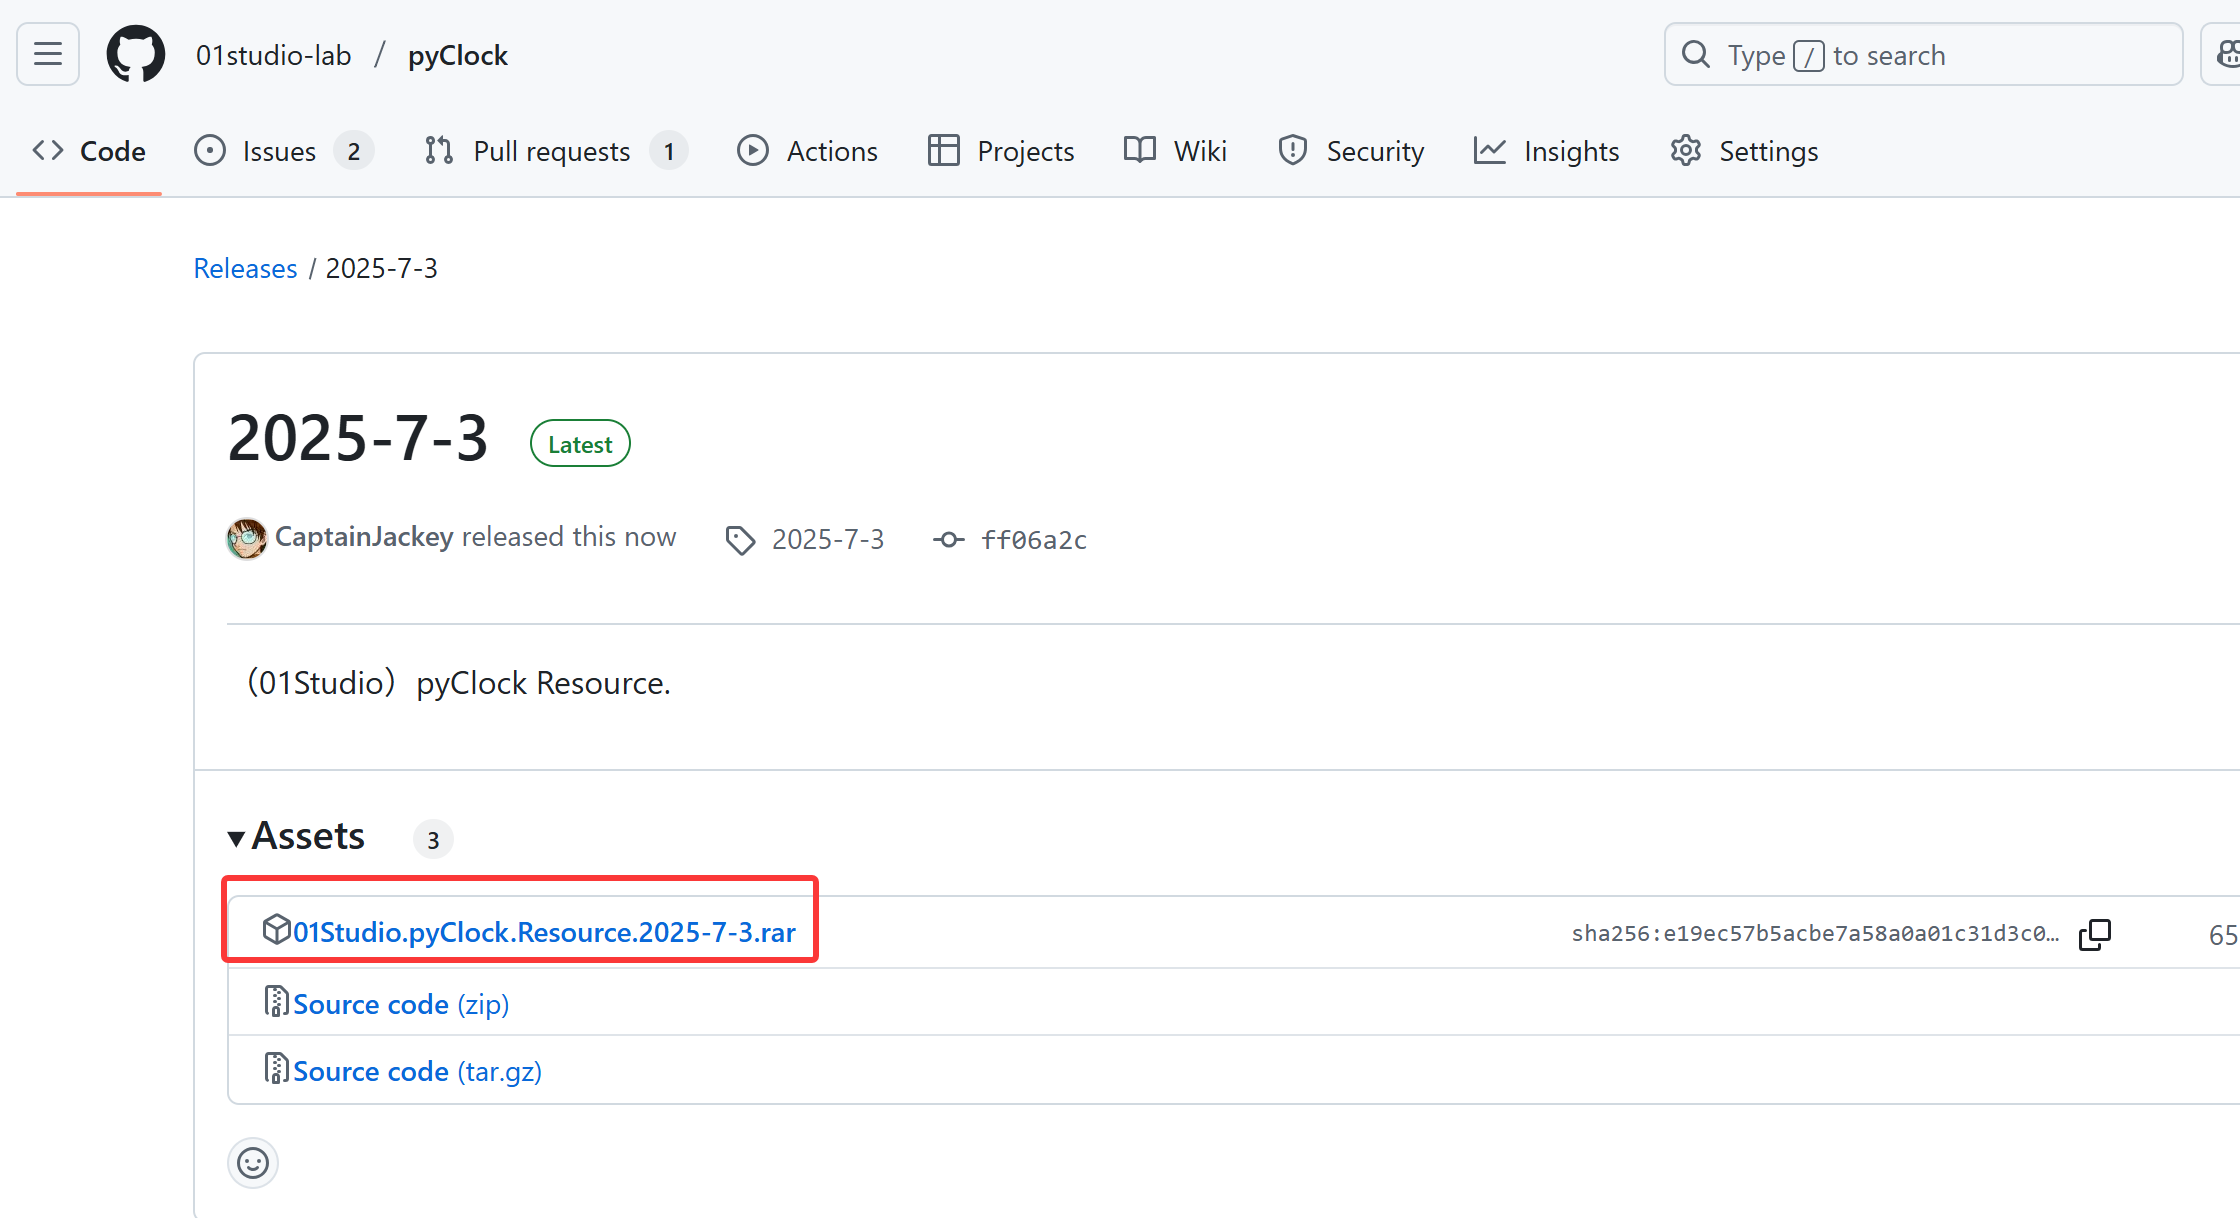 01studio-lab / pyClock
Type / to search
Code Issues 2 Pull requests 1 Actions Projects Wiki Security Insights Settings
Releases / 2025-7-3
2025-7-3 Latest
CaptainJackey released this now 2025-7-3 ff06a2c
（01Studio）pyClock Resource.
Assets 3
01Studio.pyClock.Resource.2025-7-3.rar sha256:e19ec57b5acbe7a58a0a01c31d3c0… 65
Source code (zip)
Source code (tar.gz)